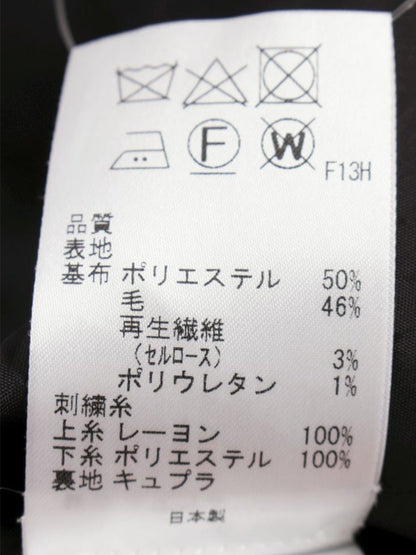 F W F13H
品質
表地
基布 ポリエステル 50%
毛 46%
再生繊維
(セルロース) 3%
ポリウレタン 1%
刺繍糸
上糸 レーヨン 100%
下糸 ポリエステル 100%
裏地 キュプラ
日本製